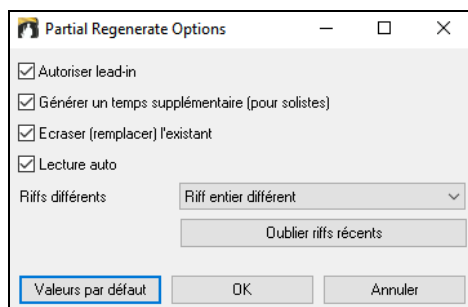 Partial Regenerate Options
Autoriser lead-in
Générer un temps supplémentaire (pour solistes)
Ecraser (remplacer) l'existant
Lecture auto
Riffs différents Riff entier différent
Oublier riffs récents
Valeurs par défaut OK Annuler